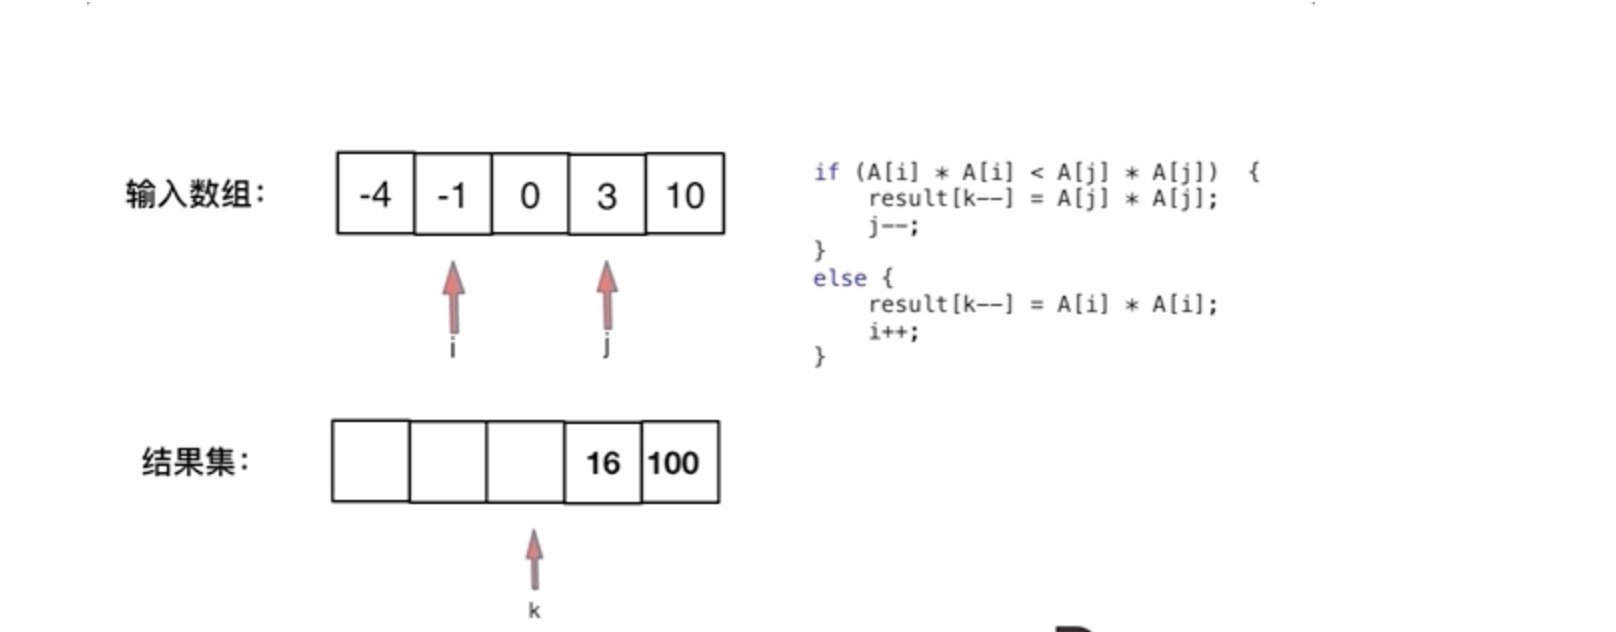 输入数组：
-4 -1 0 3 10
i j
if (A[i] * A[i] < A[j] * A[j])  {
    result[k--] = A[j] * A[j];
    j--;
}
else {
    result[k--] = A[i] * A[i];
    i++;
}
结果集：
16 100
k